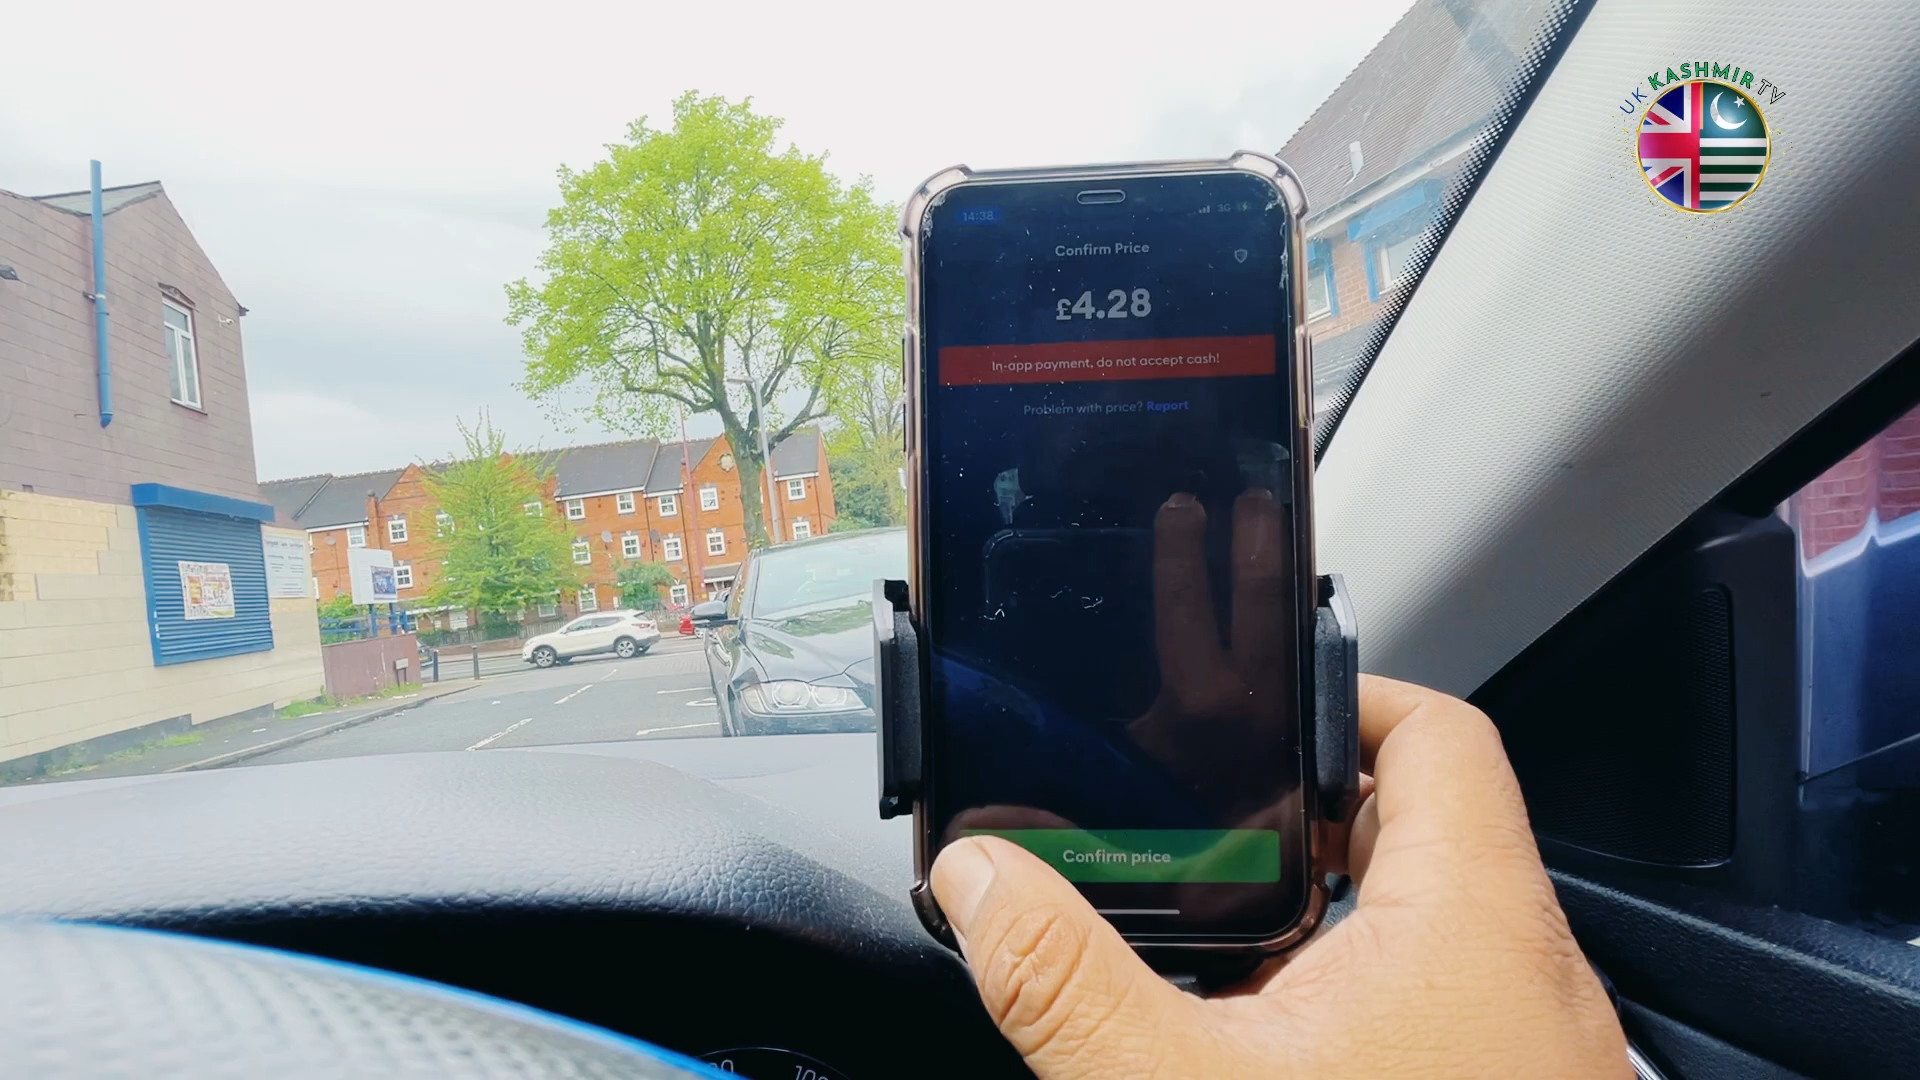 UK KASHMIR TV
14:38
3G
Confirm Price
£4.28
In-app payment, do not accept cash!
Problem with price? Report
Confirm price